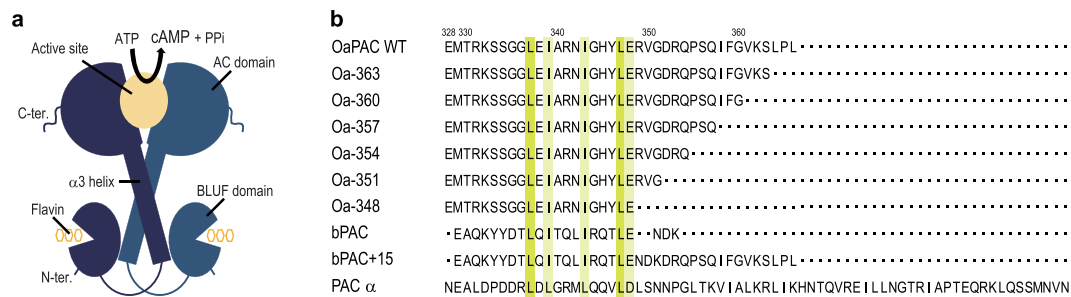 a
ATP cAMP + PPi
Active site
AC domain
C-ter.
α3 helix
BLUF domain
Flavin
N-ter.
b
328 330 340 350 360
OaPAC WT EMTRKSSGGLEIARNIGHYLERVGDRQPSQIFGVKSLPL
Oa-363 EMTRKSSGGLEIARNIGHYLERVGDRQPSQIFGVKS
Oa-360 EMTRKSSGGLEIARNIGHYLERVGDRQPSQIFG
Oa-357 EMTRKSSGGLEIARNIGHYLERVGDRQPSQ
Oa-354 EMTRKSSGGLEIARNIGHYLERVGDRQ
Oa-351 EMTRKSSGGLEIARNIGHYLERVG
Oa-348 EMTRKSSGGLEIARNIGHYLE
bPAC ·EAQKYYDTLQITQLIRQTLE··NDK
bPAC+15 ·EAQKYYDTLQITQLIRQTLENDKDRQPSQIFGVKSLPL
PAC α NEALDPDDRLDLGRMLQQVLDLSNNPGLTKVIALKRLIKHNTQVREILLNGTRIAPTEQRKLQSSMNVN